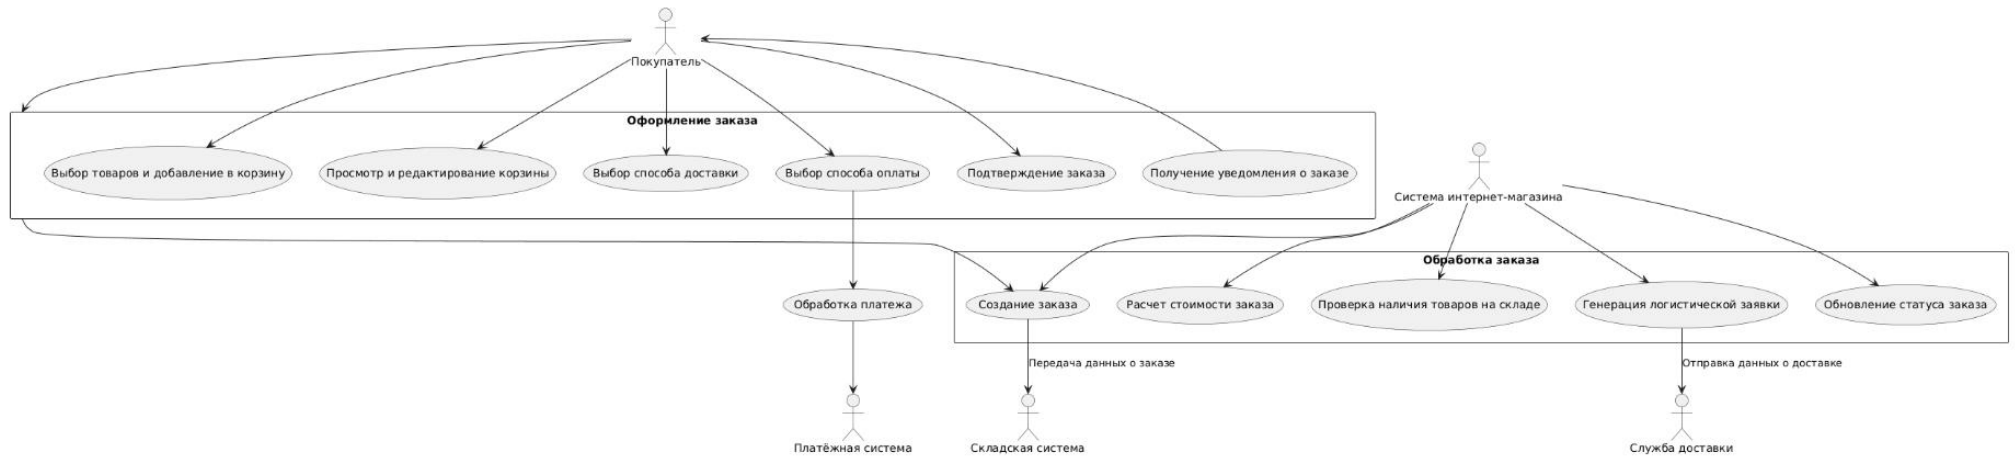 Покупатель
Оформление заказа
Выбор товаров и добавление в корзину
Просмотр и редактирование корзины
Выбор способа доставки
Выбор способа оплаты
Подтверждение заказа
Получение уведомления о заказе
Система интернет-магазина
Обработка заказа
Обработка платежа
Создание заказа
Расчет стоимости заказа
Проверка наличия товаров на складе
Генерация логистической заявки
Обновление статуса заказа
Передача данных о заказе
Отправка данных о доставке
Платёжная система
Складская система
Служба доставки